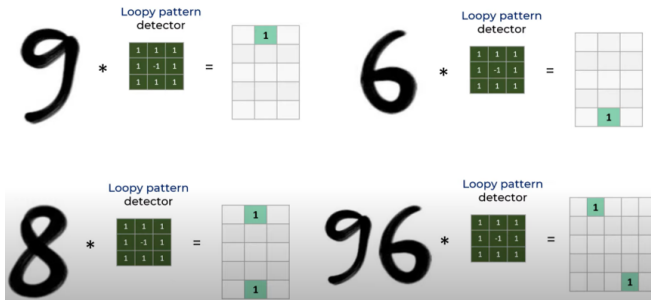 Loopy pattern
detector
9 *
1 1 1
1 -1 1
1 1 1
=
1
Loopy pattern
detector
6 *
1 1 1
1 -1 1
1 1 1
=
1
Loopy pattern
detector
8 *
1 1 1
1 -1 1
1 1 1
=
1
1
Loopy pattern
detector
96 *
1 1 1
1 -1 1
1 1 1
=
1
1